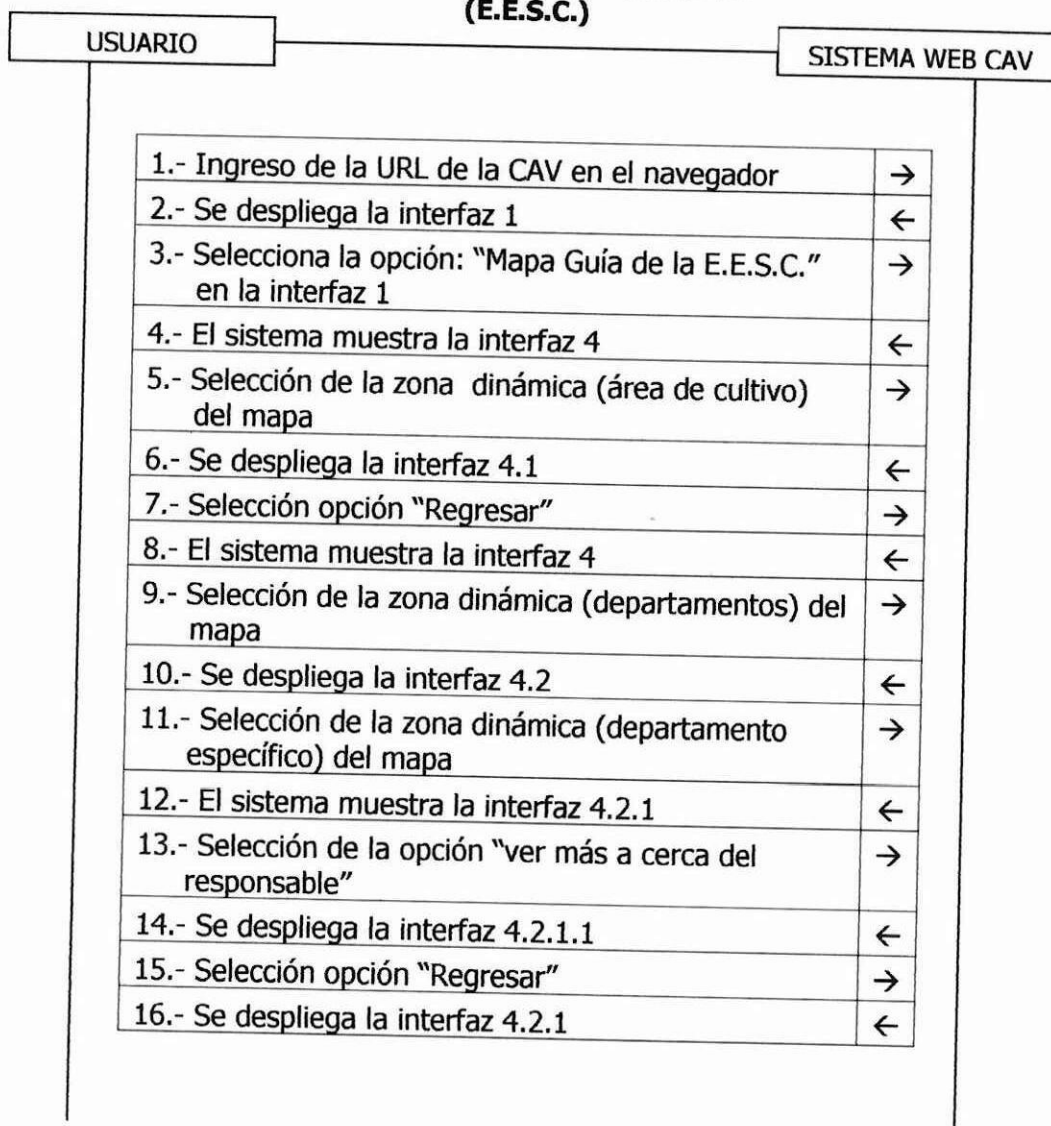 (E.E.S.C.)
USUARIO
SISTEMA WEB CAV
1.- Ingreso de la URL de la CAV en el navegador →
2.- Se despliega la interfaz 1 ←
3.- Selecciona la opción: “Mapa Guía de la E.E.S.C.” →
en la interfaz 1
4.- El sistema muestra la interfaz 4 ←
5.- Selección de la zona dinámica (área de cultivo) →
del mapa
6.- Se despliega la interfaz 4.1 ←
7.- Selección opción “Regresar” →
8.- El sistema muestra la interfaz 4 ←
9.- Selección de la zona dinámica (departamentos) del →
mapa
10.- Se despliega la interfaz 4.2 ←
11.- Selección de la zona dinámica (departamento →
específico) del mapa
12.- El sistema muestra la interfaz 4.2.1 ←
13.- Selección de la opción “ver más a cerca del →
responsable”
14.- Se despliega la interfaz 4.2.1.1 ←
15.- Selección opción “Regresar” →
16.- Se despliega la interfaz 4.2.1 ←